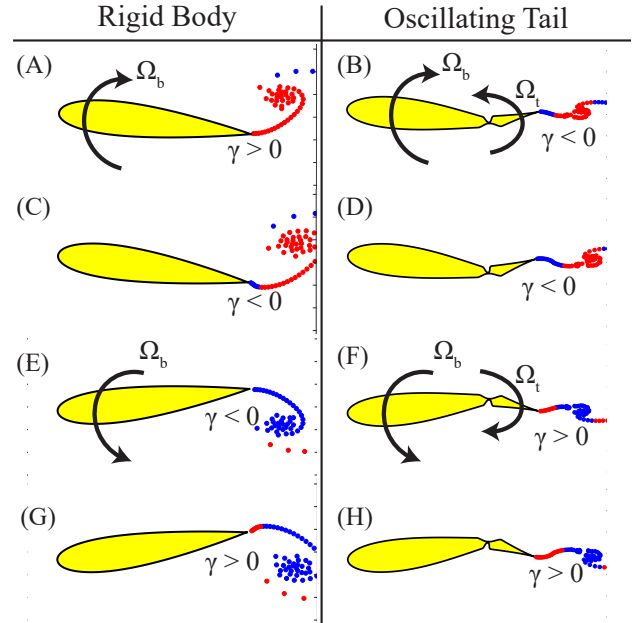 Rigid Body Oscillating Tail
(A) Ω_b γ > 0
(B) Ω_b Ω_t γ < 0
(C) γ < 0
(D) γ < 0
(E) Ω_b γ < 0
(F) Ω_b Ω_t γ > 0
(G) γ > 0
(H) γ > 0